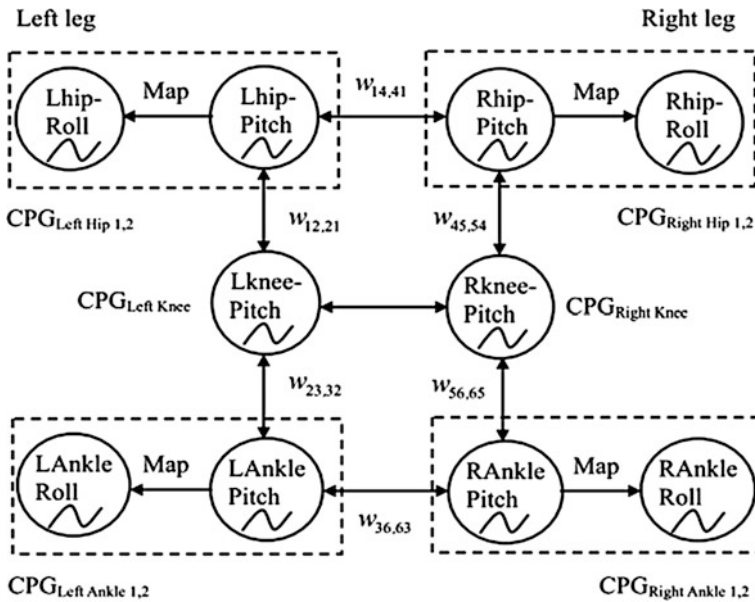 Left leg
Right leg
Lhip-
Roll
Map
Lhip-
Pitch
w14,41
Rhip-
Pitch
Map
Rhip-
Roll
CPGLeft Hip 1,2
w12,21
w45,54
CPGRight Hip 1,2
CPGLeft Knee
Lknee-
Pitch
Rknee-
Pitch
CPGRight Knee
w23,32
w56,65
LAnkle
Roll
Map
LAnkle
Pitch
w36,63
RAnkle
Pitch
Map
RAnkle
Roll
CPGLeft Ankle 1,2
CPGRight Ankle 1,2